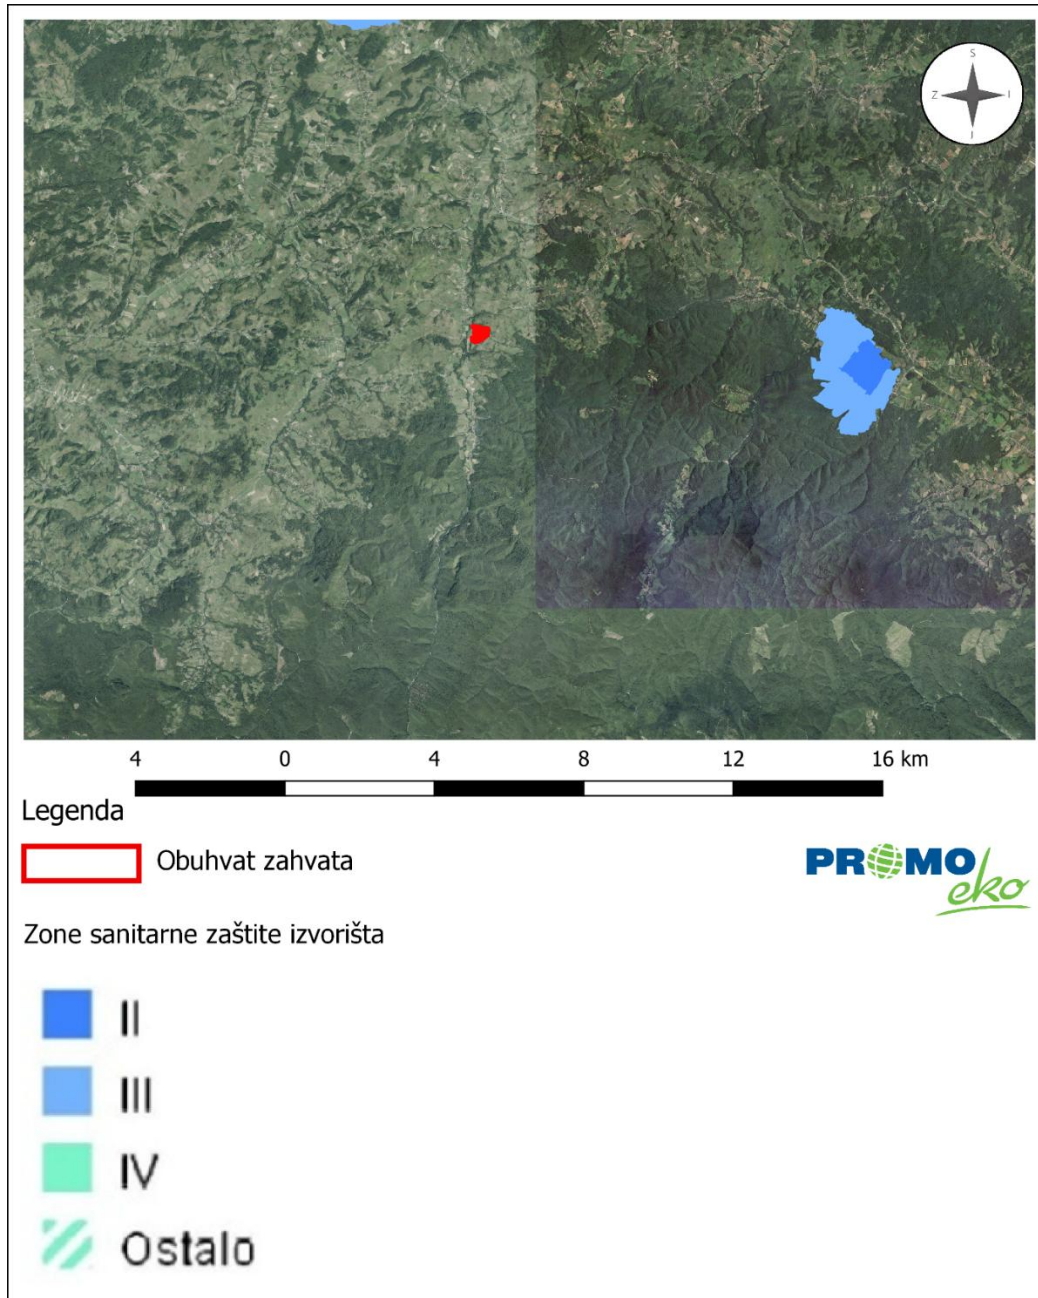 S
Z I
I
4 0 4 8 12 16 km
Legenda
Obuhvat zahvata
PROMO
eko
Zone sanitarne zaštite izvorišta
II
III
IV
Ostalo